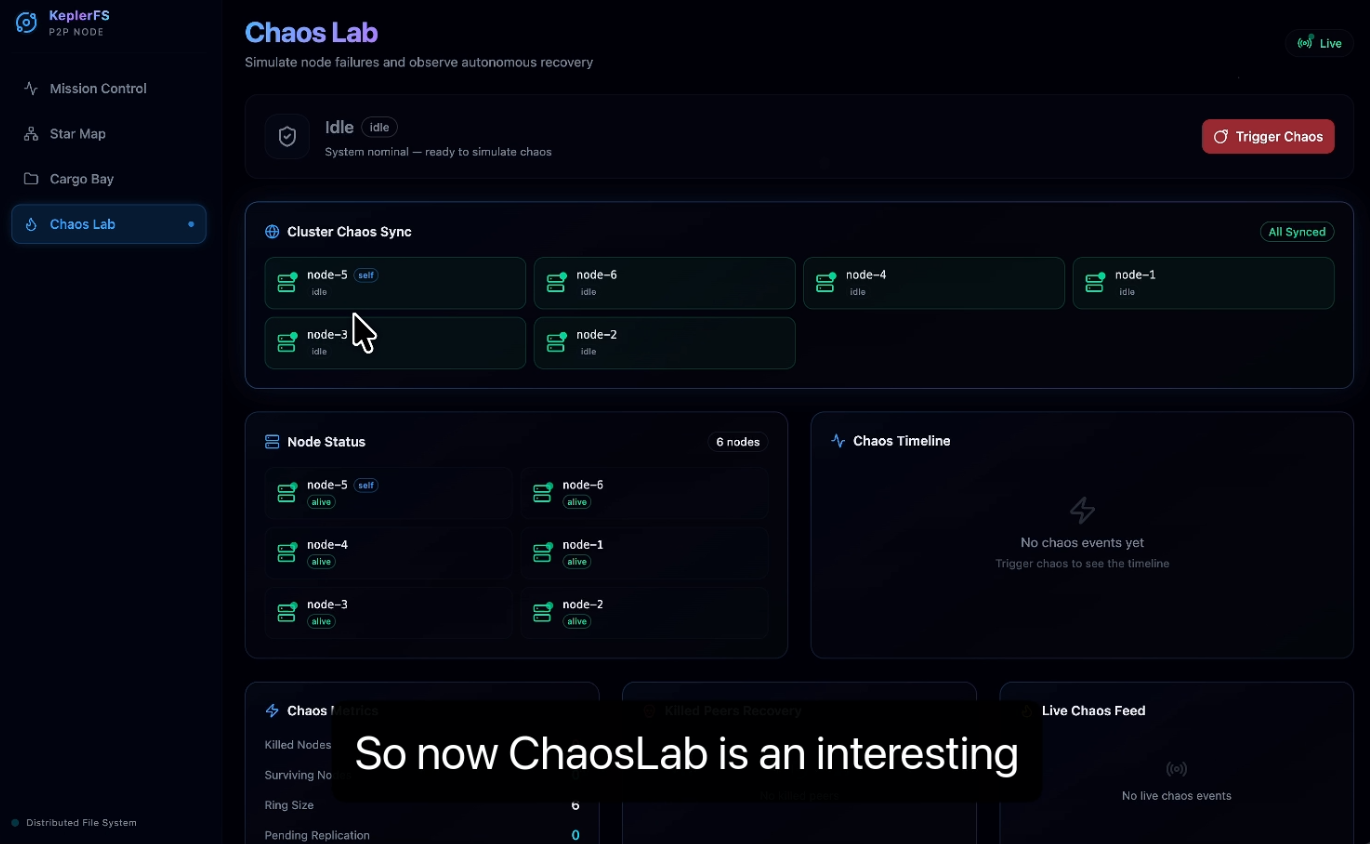 KeplerFS
P2P NODE
Mission Control
Star Map
Cargo Bay
Chaos Lab
Distributed File System
Chaos Lab
Simulate node failures and observe autonomous recovery
Live
Idle idle
System nominal — ready to simulate chaos
Trigger Chaos
Cluster Chaos Sync
All Synced
node-5 self
idle
node-6
idle
node-4
idle
node-1
idle
node-3
idle
node-2
idle
Node Status
6 nodes
node-5 self
alive
node-6
alive
node-4
alive
node-1
alive
node-3
alive
node-2
alive
Chaos Timeline
No chaos events yet
Trigger chaos to see the timeline
Chaos Metrics
Killed Nodes
Surviving No
Ring Size 6
Pending Replication 0
Killed Peers Recovery
Live Chaos Feed
No live chaos events
So now ChaosLab is an interesting